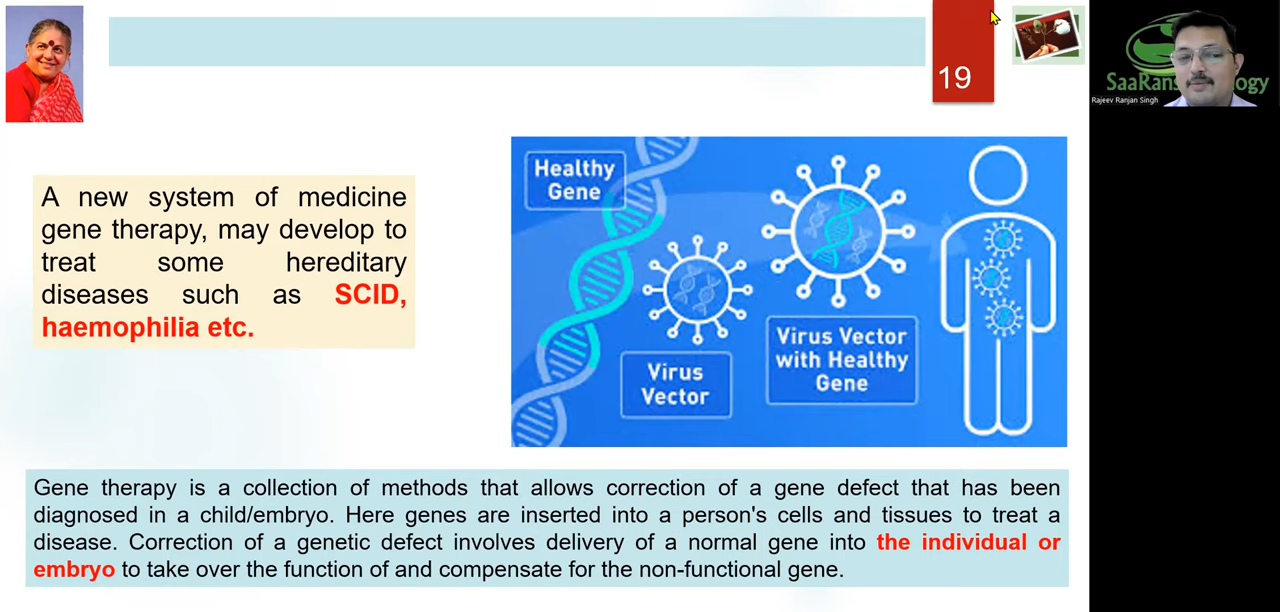 19
SaaRans ogy
Rajeev Ranjan Singh
A new system of medicine
gene therapy, may develop to
treat some hereditary
diseases such as SCID,
haemophilia etc.
Healthy
Gene
Virus
Vector
Virus Vector
with Healthy
Gene
Gene therapy is a collection of methods that allows correction of a gene defect that has been
diagnosed in a child/embryo. Here genes are inserted into a person's cells and tissues to treat a
disease. Correction of a genetic defect involves delivery of a normal gene into the individual or
embryo to take over the function of and compensate for the non-functional gene.